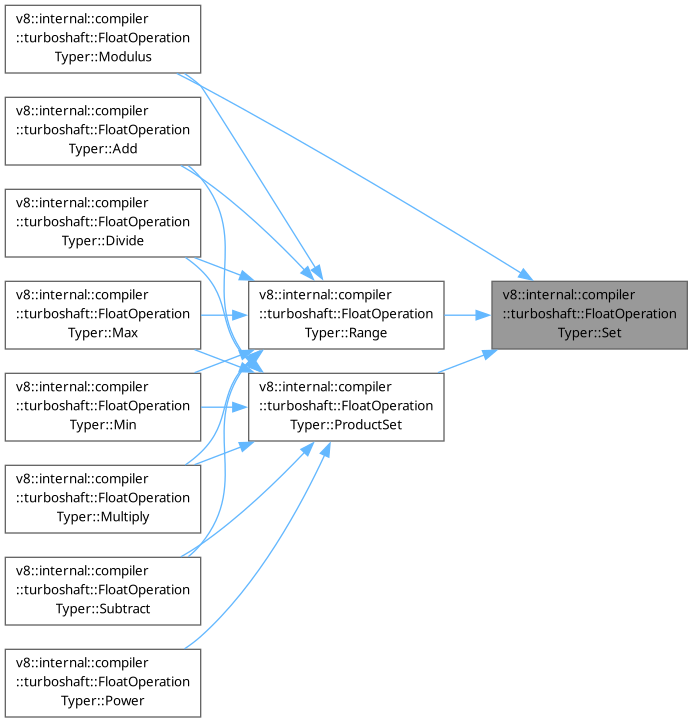 v8::internal::compiler
::turboshaft::FloatOperation
Typer::Modulus
v8::internal::compiler
::turboshaft::FloatOperation
Typer::Add
v8::internal::compiler
::turboshaft::FloatOperation
Typer::Divide
v8::internal::compiler
::turboshaft::FloatOperation
Typer::Max
v8::internal::compiler
::turboshaft::FloatOperation
Typer::Min
v8::internal::compiler
::turboshaft::FloatOperation
Typer::Multiply
v8::internal::compiler
::turboshaft::FloatOperation
Typer::Subtract
v8::internal::compiler
::turboshaft::FloatOperation
Typer::Power
v8::internal::compiler
::turboshaft::FloatOperation
Typer::Range
v8::internal::compiler
::turboshaft::FloatOperation
Typer::ProductSet
v8::internal::compiler
::turboshaft::FloatOperation
Typer::Set